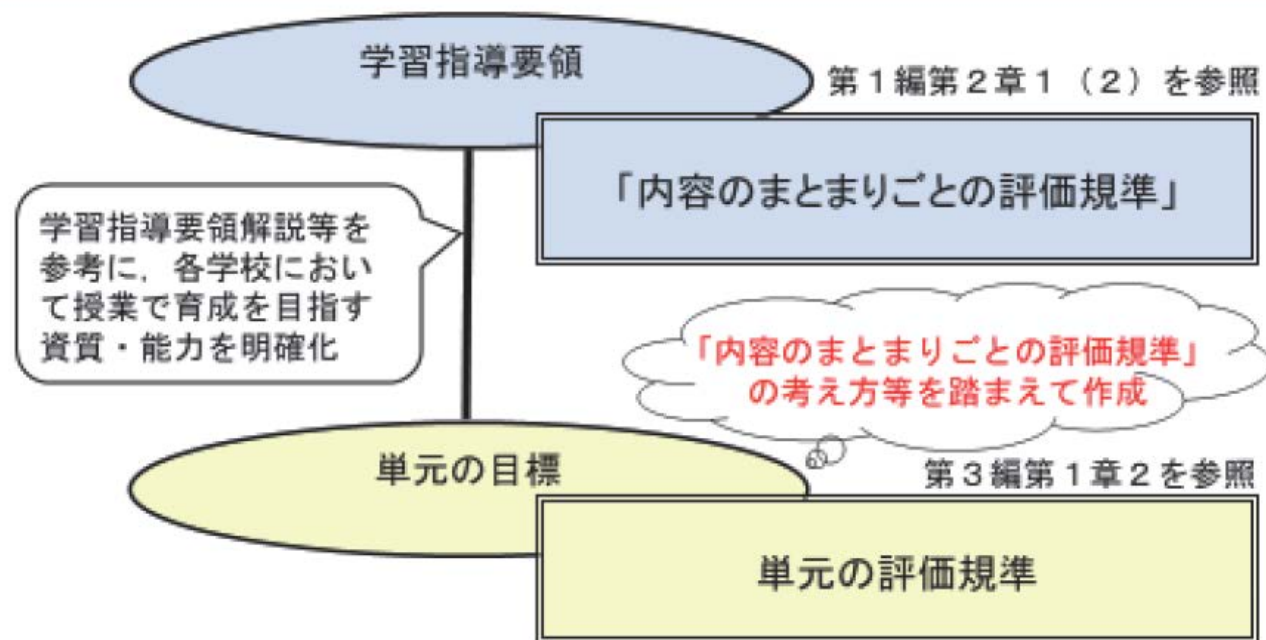 学習指導要領
第1編第2章1（2）を参照
「内容のまとまりごとの評価規準」
学習指導要領解説等を
参考に，各学校におい
て授業で育成を目指す
資質・能力を明確化
「内容のまとまりごとの評価規準」
の考え方等を踏まえて作成
単元の目標
第3編第1章2を参照
単元の評価規準